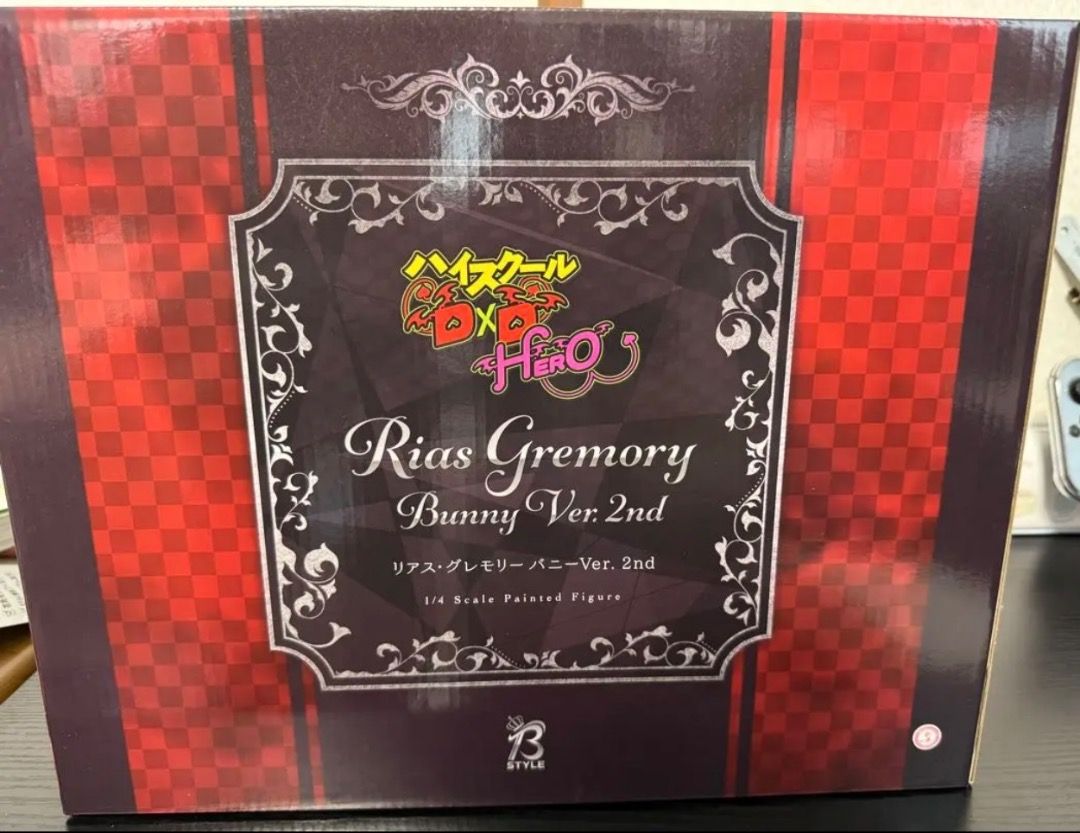 ハイスクール
D×D
HERO
Rias Gremory
Bunny Ver. 2nd
リアス・グレモリー バニーVer. 2nd
1/4 Scale Painted Figure
B
STYLE